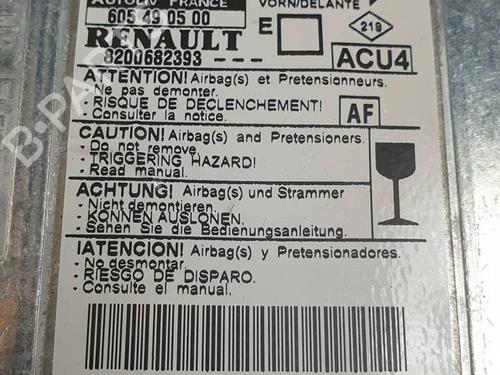 AUTOLIV FRANCE
605 49 05 00
RENAULT
8200682393 - - -
VORN/DELANTE
E
219
ACU4
ATTENTION! Airbag(s) et Pretensionneurs.
- Ne pas demonter.
- RISQUE DE DECLENCHEMENT!
- Consulter la notice.
AF
CAUTION! Airbag(s) and Pretensioners.
- Do not remove.
- TRIGGERING HAZARD!
- Read manual.
ACHTUNG! Airbag(s) und Strammer
- Nicht demontieren.
- KONNEN AUSLONEN.
- Sehen Sie die Bedienungsanleitung.
!ATENCION! Airbag(s) y Pretensionadores.
- No desmontar.
- RIESGO DE DISPARO.
- Consulte el manual.
B-PARTS